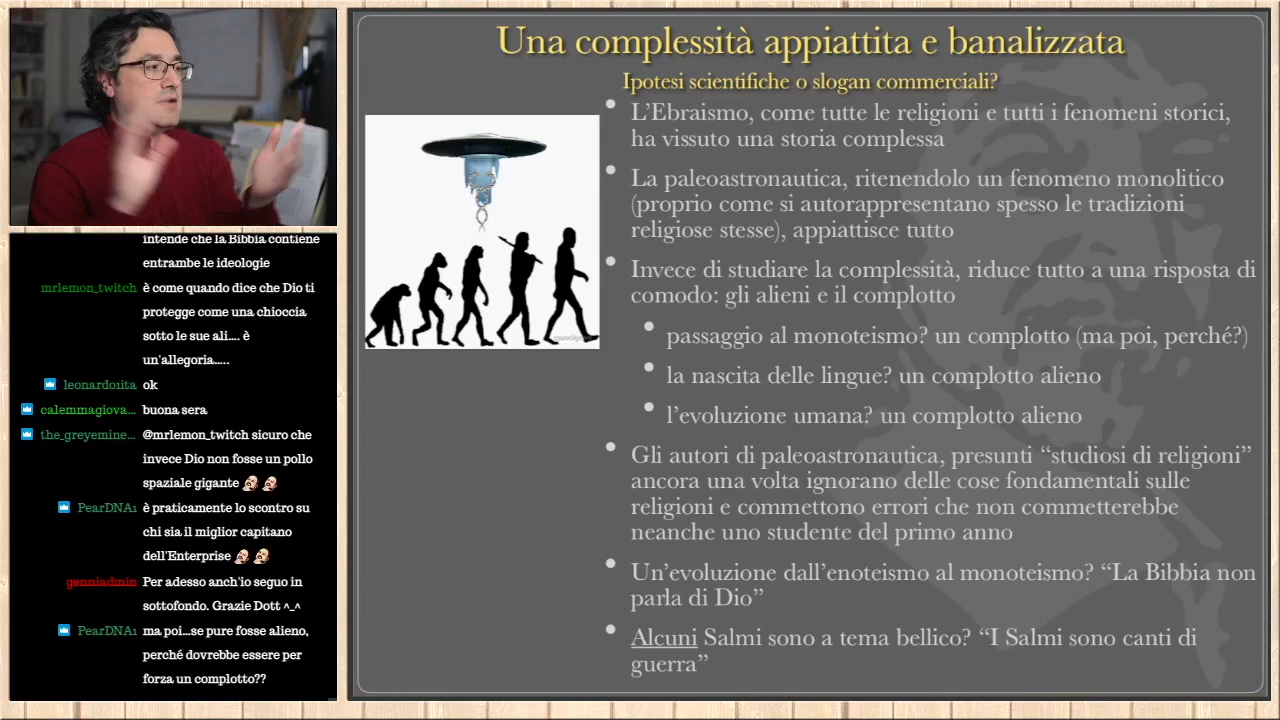 Una complessità appiattita e banalizzata
Ipotesi scientifiche o slogan commerciali?
L’Ebraismo, come tutte le religioni e tutti i fenomeni storici,
ha vissuto una storia complessa
La paleoastronautica, ritenendolo un fenomeno monolitico
(proprio come si autorappresentano spesso le tradizioni
religiose stesse), appiattisce tutto
Invece di studiare la complessità, riduce tutto a una risposta di
comodo: gli alieni e il complotto
passaggio al monoteismo? un complotto (ma poi, perché?)
la nascita delle lingue? un complotto alieno
l’evoluzione umana? un complotto alieno
Gli autori di paleoastronautica, presunti “studiosi di religioni”
ancora una volta ignorano delle cose fondamentali sulle
religioni e commettono errori che non commetterebbe
neanche uno studente del primo anno
Un’evoluzione dall’enoteismo al monoteismo? “La Bibbia non
parla di Dio”
Alcuni Salmi sono a tema bellico? “I Salmi sono canti di
guerra”
intende che la Bibbia contiene
entrambe le ideologie
mrlemon_twitch è come quando dice che Dio ti
protegge come una chioccia
sotto le sue ali.... è
un'allegoria.....
leonardo1ita ok
calemmagiova... buona sera
the_greyemine... @mrlemon_twitch sicuro che
invece Dio non fosse un pollo
spaziale gigante
PearDNA1 è praticamente lo scontro su
chi sia il miglior capitano
dell'Enterprise
genniadmin Per adesso anch'io seguo in
sottofondo. Grazie Dott ^_^
PearDNA1 ma poi...se pure fosse alieno,
perché dovrebbe essere per
forza un complotto??